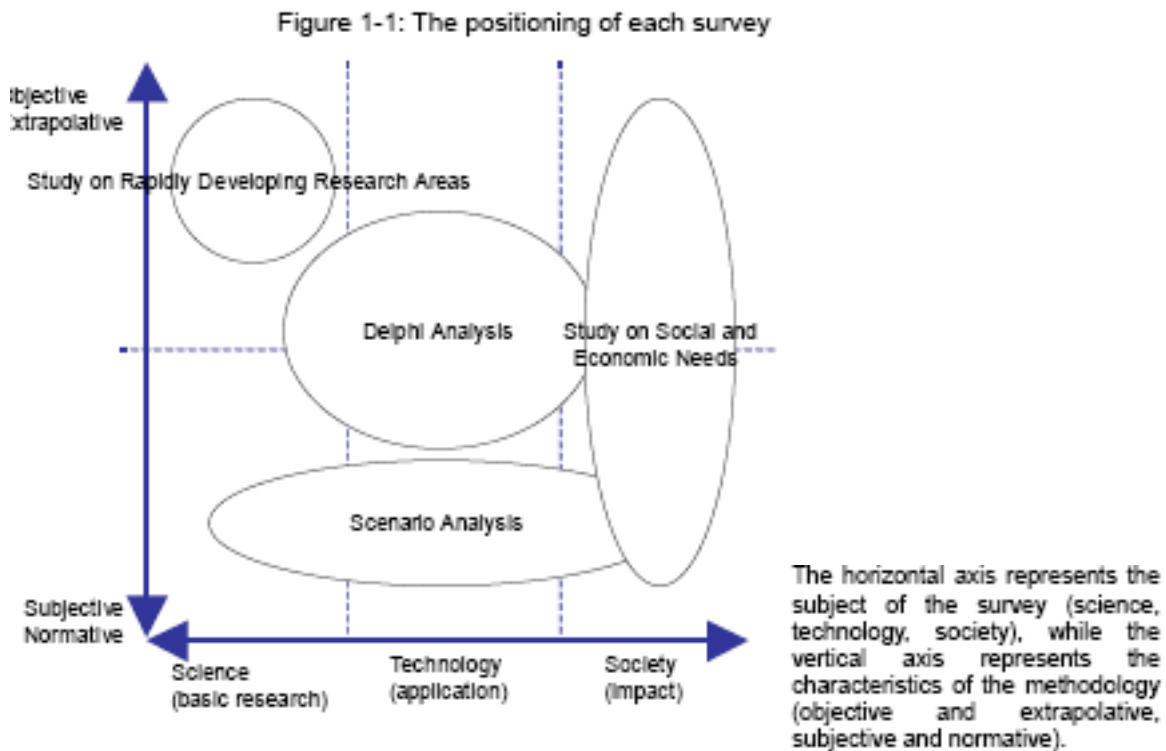 Figure 1-1: The positioning of each survey
bjective
xtrapolative
Study on Rapidly Developing Research Areas
Delphi Analysis
Study on Social and
Economic Needs
Scenario Analysis
Subjective
Normative
Science
(basic research)
Technology
(application)
Society
(impact)
The horizontal axis represents the
subject of the survey (science,
technology, society), while the
vertical axis represents the
characteristics of the methodology
(objective and extrapolative,
subjective and normative).